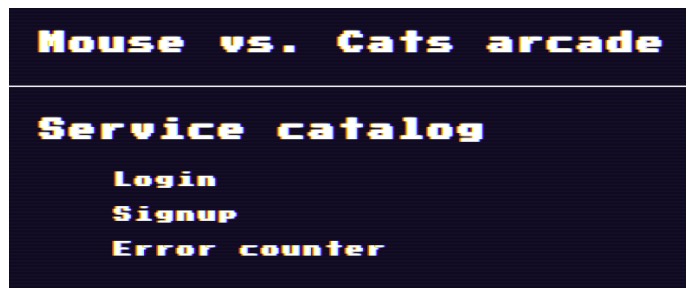 Mouse vs. Cats arcade
Service catalog
Login
Signup
Error counter